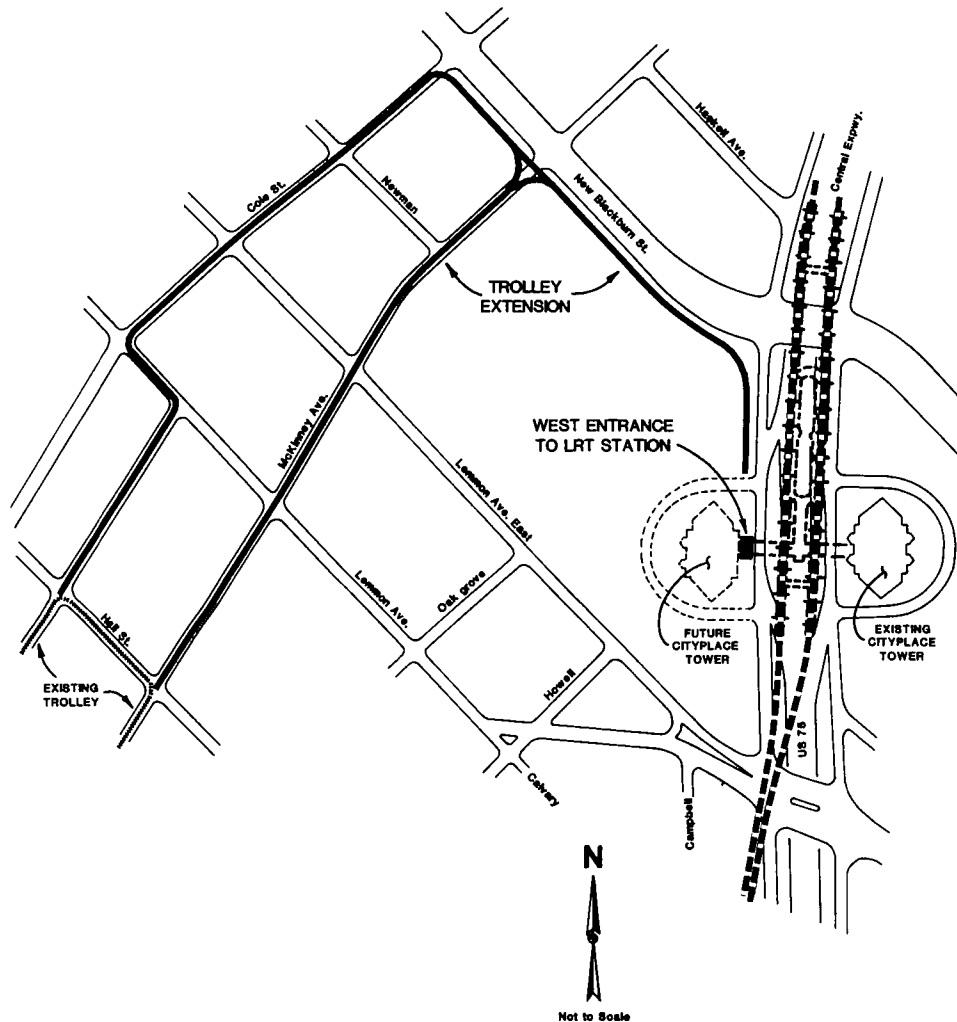 Haskell Ave.
Central Expwy.
Cole St.
Newman
New Blackburn St.
TROLLEY
EXTENSION
McKinney Ave.
WEST ENTRANCE
TO LRT STATION
Lemmon Ave. East
Lemmon Ave.
Oak grove
Hall St.
FUTURE
CITYPLACE
TOWER
EXISTING
CITYPLACE
TOWER
EXISTING
TROLLEY
Howell
US 75
Calvary
Campbell
N
S
Not to Scale